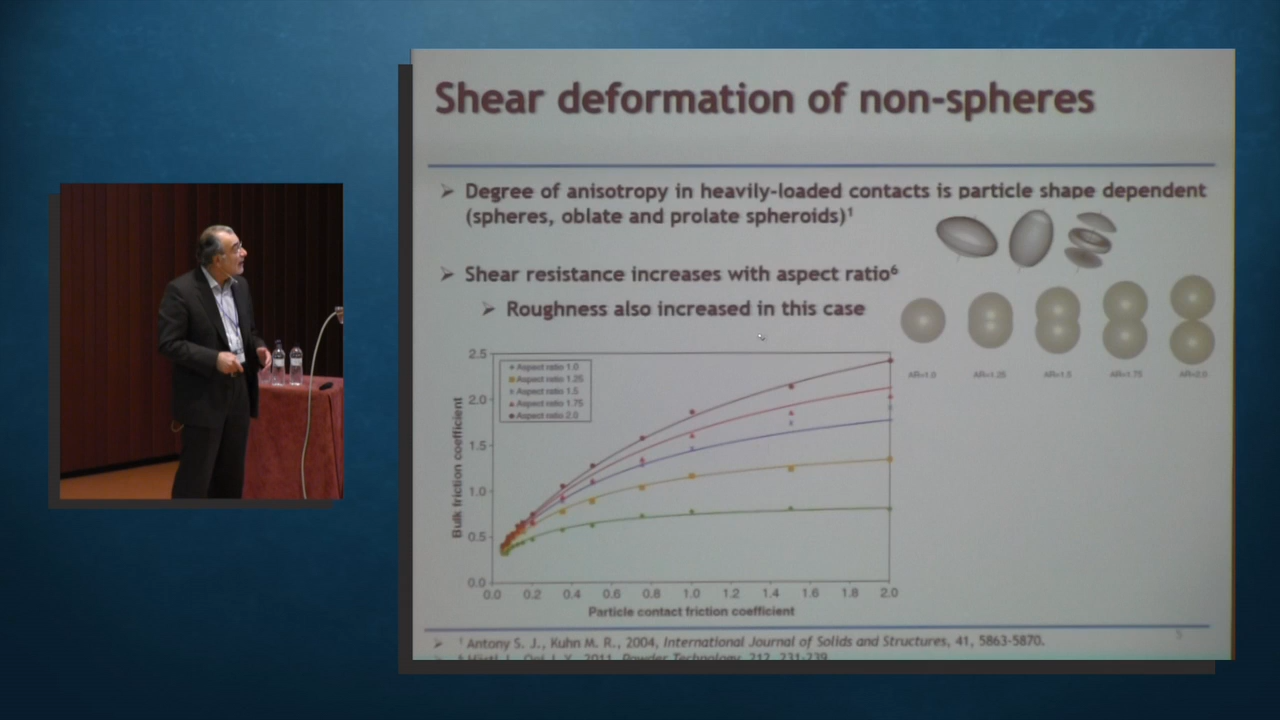 Shear deformation of non-spheres
➢ Degree of anisotropy in heavily-loaded contacts is particle shape dependent
(spheres, oblate and prolate spheroids)¹
➢ Shear resistance increases with aspect ratio⁶
➢ Roughness also increased in this case
AR=1.0 AR=1.25 AR=1.5 AR=1.75 AR=2.0
Aspect ratio 1.0
Aspect ratio 1.25
Aspect ratio 1.5
Aspect ratio 1.75
Aspect ratio 2.0
2.5
2.0
1.5
1.0
0.5
0.0
Bulk friction coefficient
0.0 0.2 0.4 0.6 0.8 1.0 1.2 1.4 1.6 1.8 2.0
Particle contact friction coefficient
5
➢ ¹ Antony S. J., Kuhn M. R., 2004, International Journal of Solids and Structures, 41, 5863-5870.
2011, Powder Technology, 212, 231-239